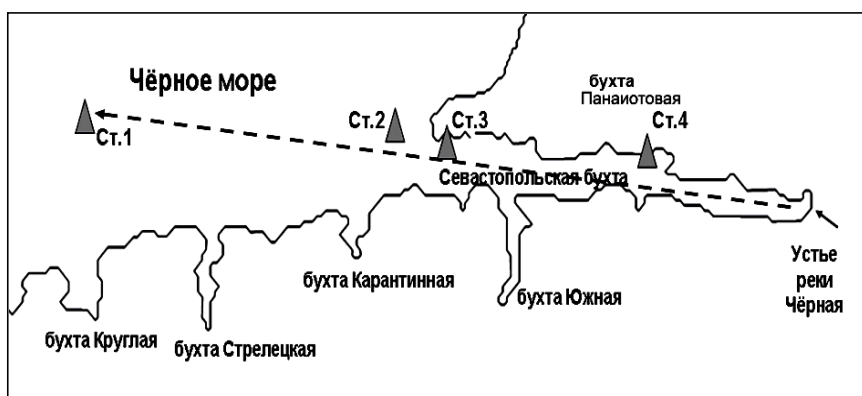 Чёрное море
бухта
Панаиотовая
Ст.1
Ст.2
Ст.3
Ст.4
Севастопольская бухта
Устье
реки
Чёрная
бухта Карантинная
бухта Южная
бухта Круглая
бухта Стрелецкая